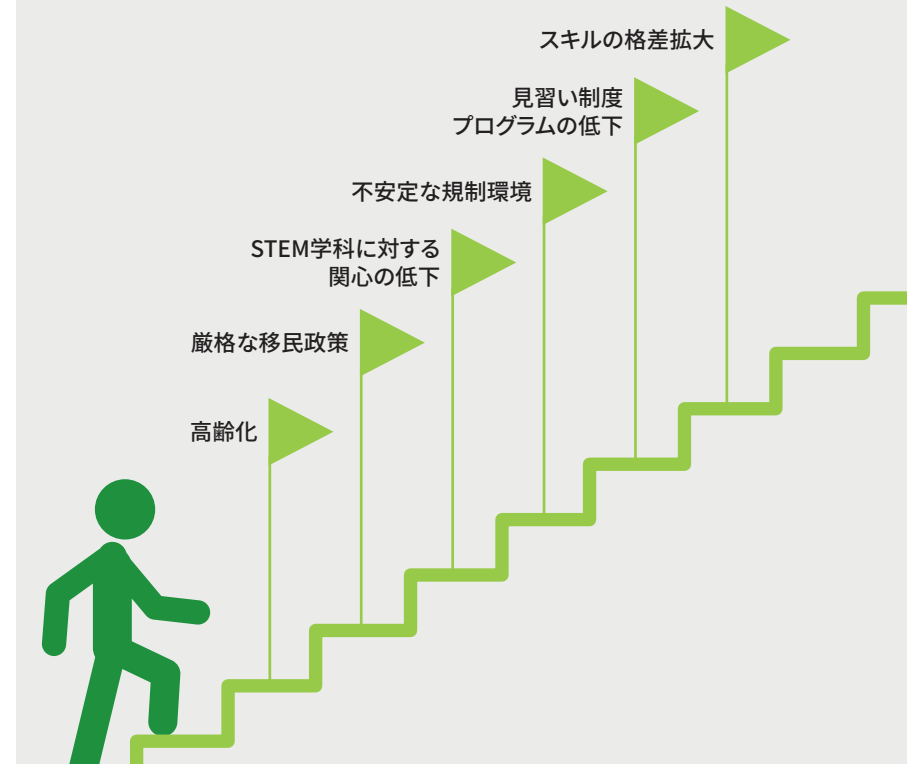 スキルの格差拡大
見習い制度
プログラムの低下
不安定な規制環境
STEM学科に対する
関心の低下
厳格な移民政策
高齢化